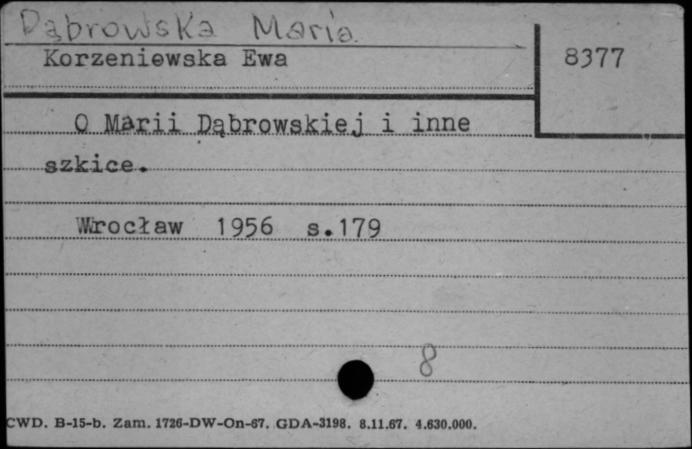 Dąbrowska Maria
Korzeniewska Ewa
8377
O Marii Dąbrowskiej i inne
szkice.
Wrocław 1956 s.179
8
CWD. B-15-b. Zam. 1726-DW-On-67. GDA-3198. 8.11.67. 4.630.000.